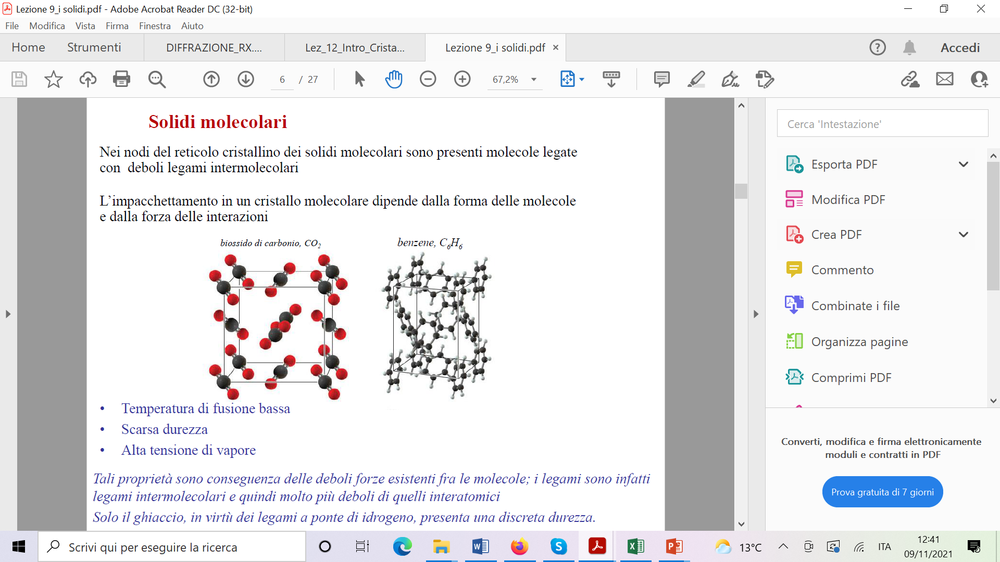 Lezione 9_i solidi.pdf - Adobe Acrobat Reader DC (32-bit)
File Modifica Vista Firma Finestra Aiuto
Home Strumenti DIFFRAZIONE_RX.... Lez_12_Intro_Crista... Lezione 9_i solidi.pdf × Accedi
6 / 27 67,2%
Solidi molecolari
Nei nodi del reticolo cristallino dei solidi molecolari sono presenti molecole legate
con deboli legami intermolecolari
L'impacchettamento in un cristallo molecolare dipende dalla forma delle molecole
e dalla forza delle interazioni
biossido di carbonio, CO₂
benzene, C₆H₆
• Temperatura di fusione bassa
• Scarsa durezza
• Alta tensione di vapore
Tali proprietà sono conseguenza delle deboli forze esistenti fra le molecole; i legami sono infatti
legami intermolecolari e quindi molto più deboli di quelli interatomici
Solo il ghiaccio, in virtù dei legami a ponte di idrogeno, presenta una discreta durezza.
Cerca 'Intestazione'
Esporta PDF
Modifica PDF
Crea PDF
Commento
Combinate i file
Organizza pagine
Comprimi PDF
Converti, modifica e firma elettronicamente
moduli e contratti in PDF
Prova gratuita di 7 giorni
Scrivi qui per eseguire la ricerca
13°C
ITA
12:41
09/11/2021